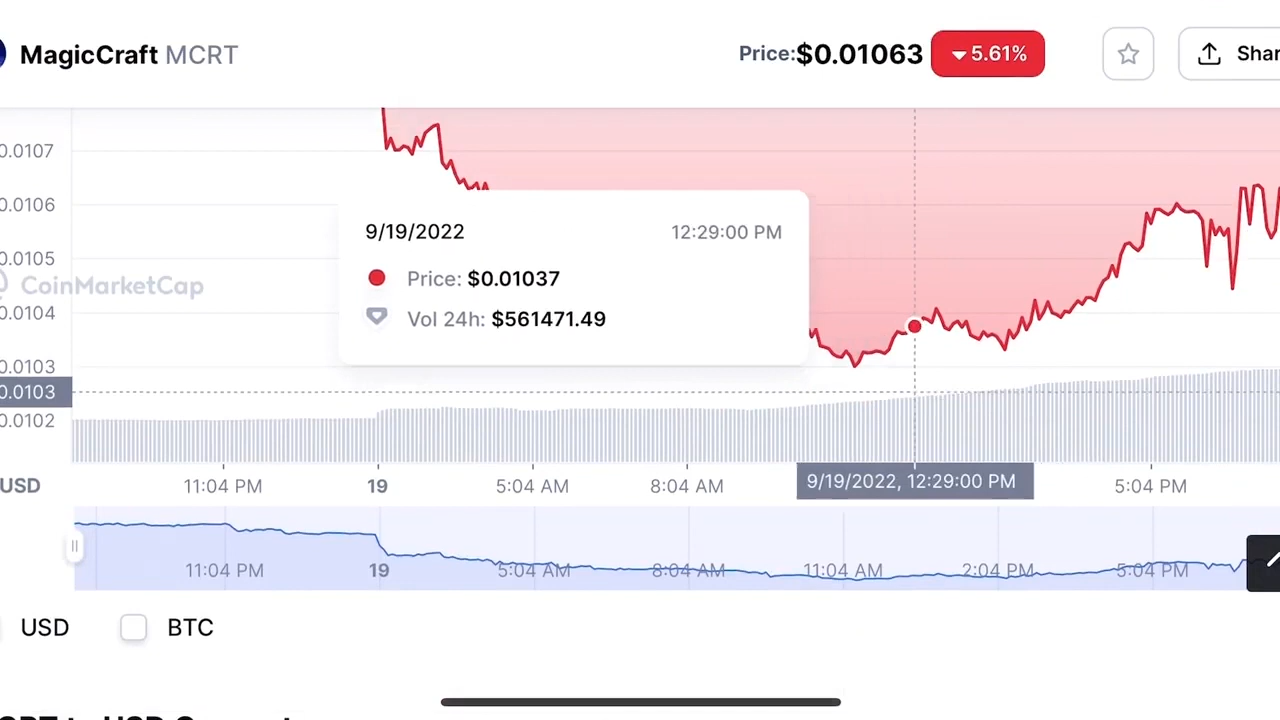 MagicCraft MCRT Price:$0.01063 5.61%
0.0107
0.0106
0.0105
0.0104
0.0103
0.0103
0.0102
CoinMarketCap
9/19/2022 12:29:00 PM
Price: $0.01037
Vol 24h: $561471.49
USD 11:04 PM 19 5:04 AM 8:04 AM 9/19/2022, 12:29:00 PM 5:04 PM
11:04 PM 19 5:04 AM 8:04 AM 11:04 AM 2:04 PM 5:04 PM
USD BTC